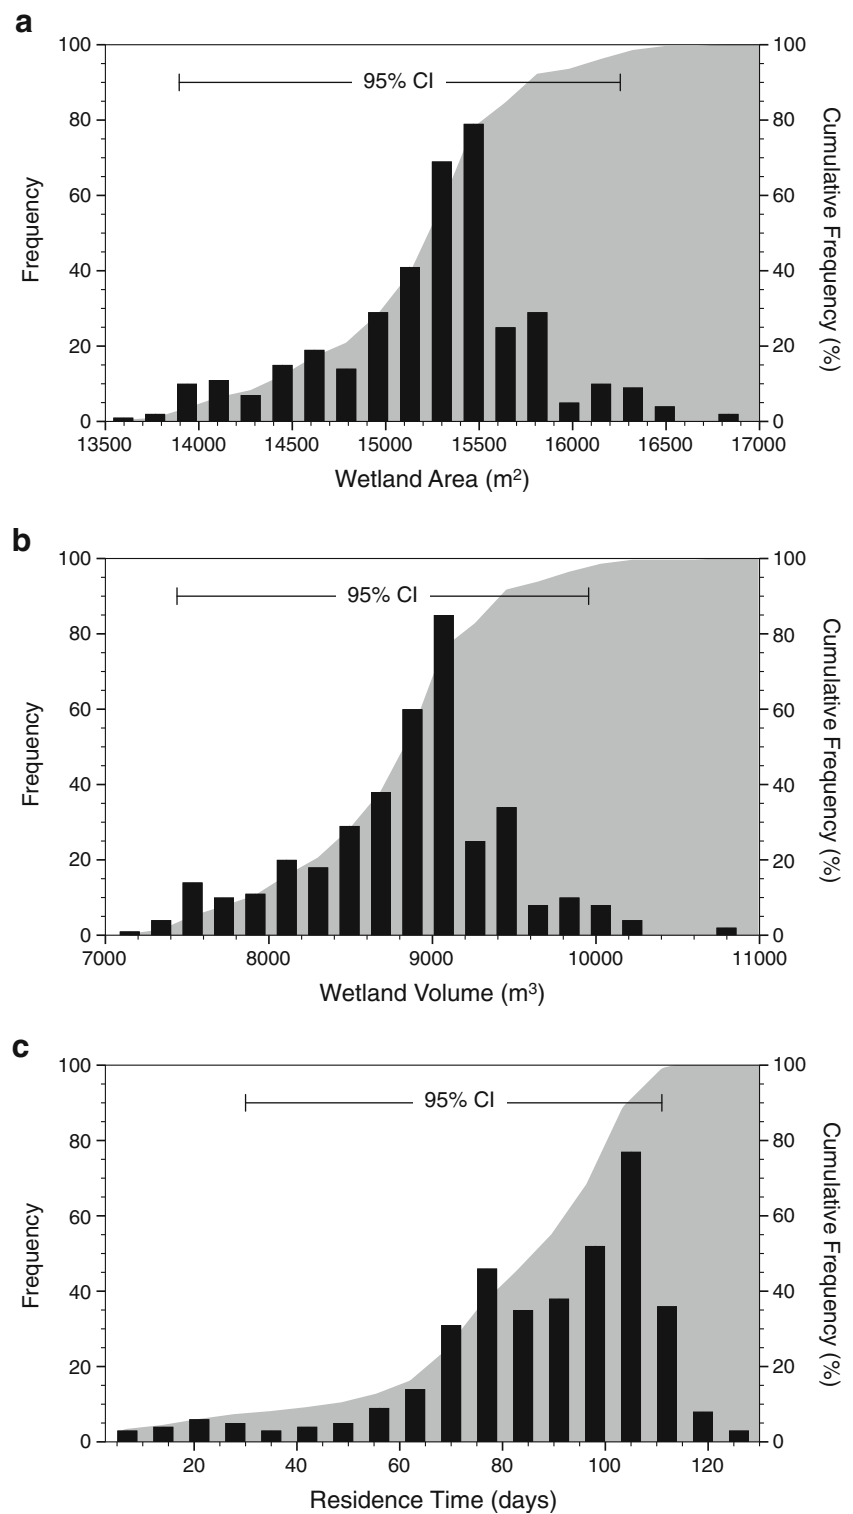 a
100
80
60
40
20
0
Frequency
95% CI
100
80
60
40
20
0
Cumulative Frequency (%)
13500 14000 14500 15000 15500 16000 16500 17000
Wetland Area (m²)
b
100
80
60
40
20
0
Frequency
95% CI
100
80
60
40
20
0
Cumulative Frequency (%)
7000 8000 9000 10000 11000
Wetland Volume (m³)
c
100
80
60
40
20
0
Frequency
95% CI
100
80
60
40
20
0
Cumulative Frequency (%)
20 40 60 80 100 120
Residence Time (days)